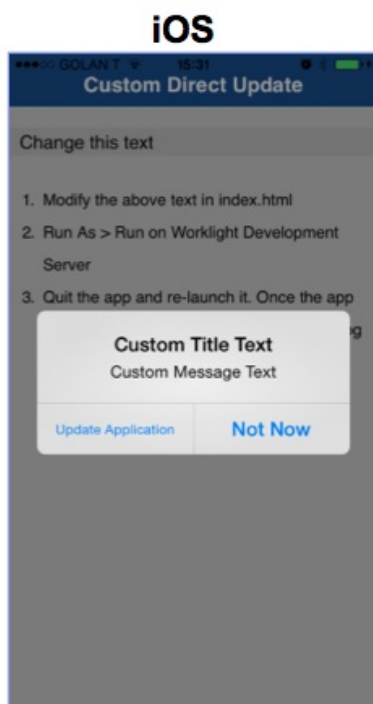 iOS
GOLAN T 15:31
Custom Direct Update
Change this text
1. Modify the above text in index.html
2. Run As > Run on Worklight Development
Server
3. Quit the app and re-launch it. Once the app
Custom Title Text
Custom Message Text
Update Application Not Now